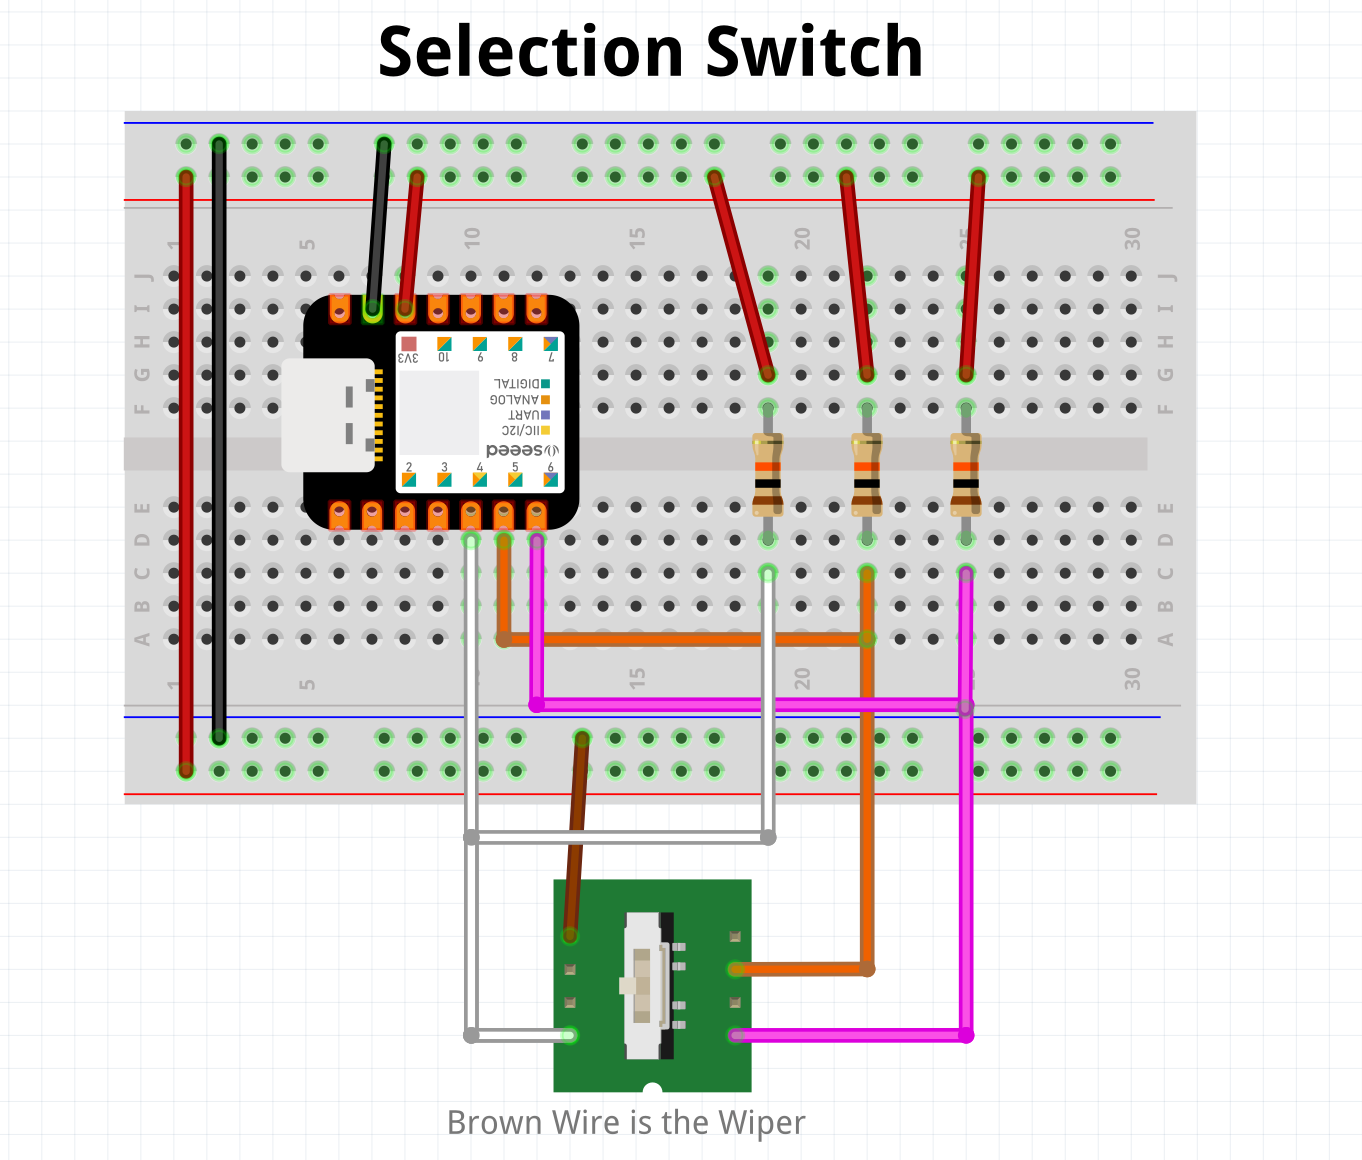 Selection Switch
1 5 10 15 20 25 30
J J
I I
H H
G G
F F
3V3 10 9 8 7
DIGITAL
ANALOG
UART
IIC/I2C
seeed
2 3 4 5 6
E E
D D
C C
B B
A A
1 5 15 20 30
Brown Wire is the Wiper